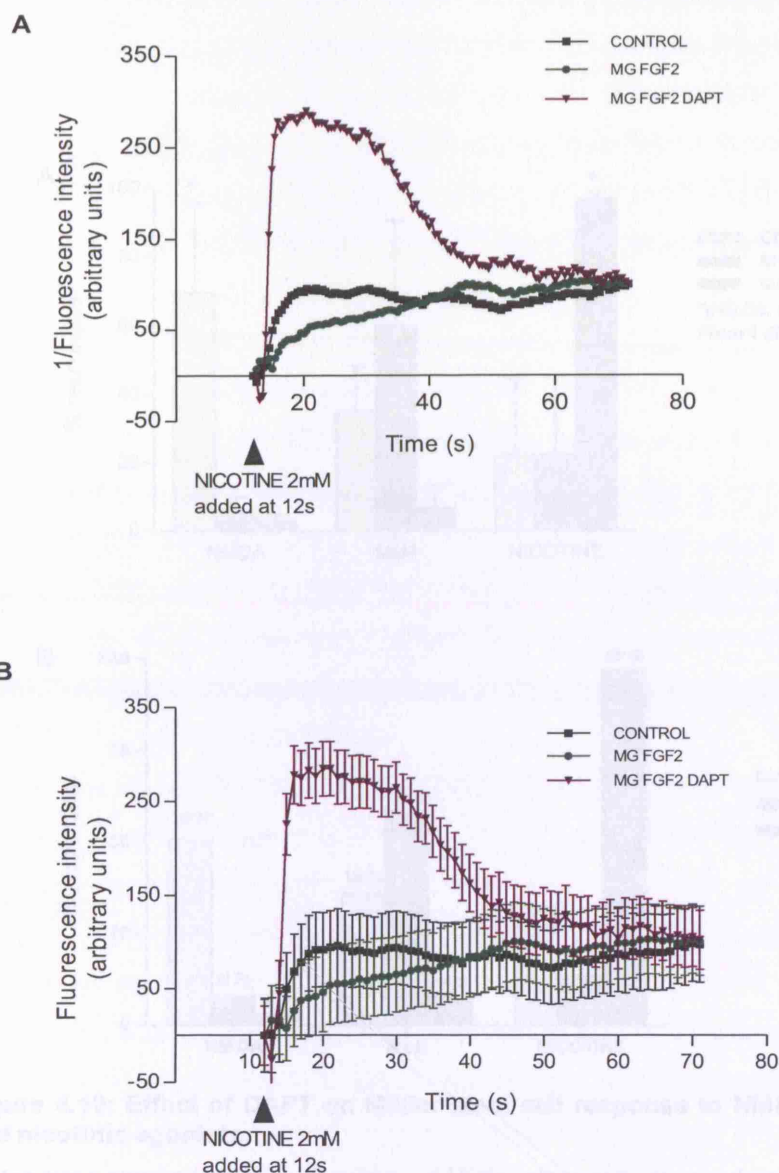 A
350
250
150
50
-50
1/Fluorescence intensity
(arbitrary units)
CONTROL
MG FGF2
MG FGF2 DAPT
20
40
60
80
Time (s)
NICOTINE 2mM
added at 12s
B
350
250
150
50
-50
Fluorescence intensity
(arbitrary units)
CONTROL
MG FGF2
MG FGF2 DAPT
10
20
30
40
50
60
70
80
Time (s)
NICOTINE 2mM
added at 12s